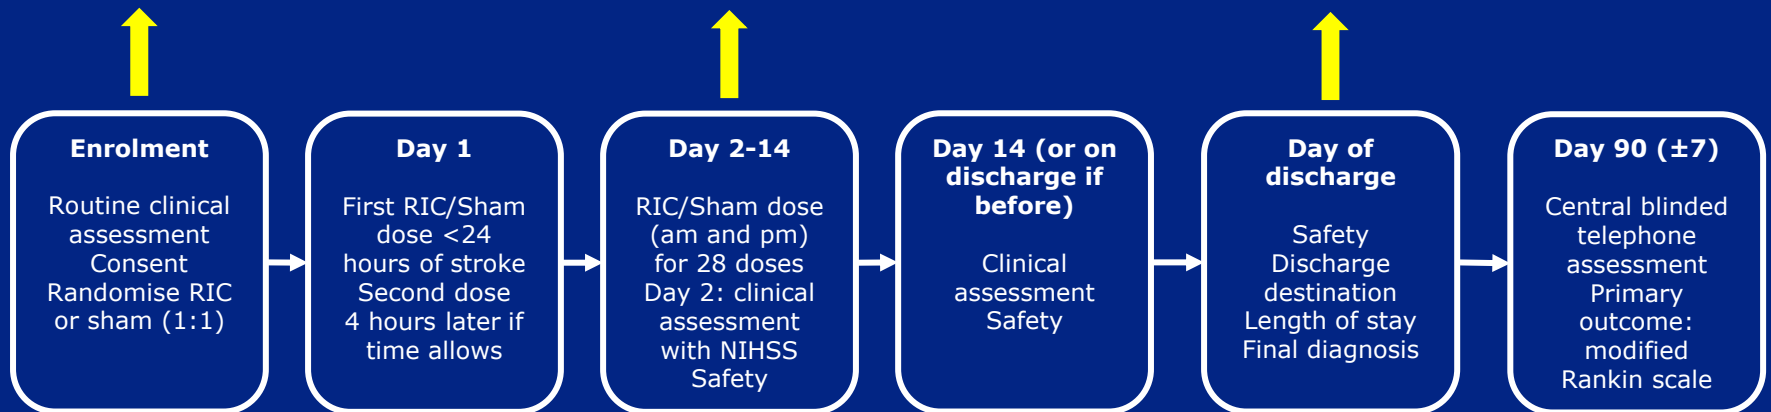 Enrolment
Routine clinical
assessment
Consent
Randomise RIC
or sham (1:1)
Day 1
First RIC/Sham
dose <24
hours of stroke
Second dose
4 hours later if
time allows
Day 2-14
RIC/Sham dose
(am and pm)
for 28 doses
Day 2: clinical
assessment
with NIHSS
Safety
Day 14 (or on
discharge if
before)
Clinical
assessment
Safety
Day of
discharge
Safety
Discharge
destination
Length of stay
Final diagnosis
Day 90 (±7)
Central blinded
telephone
assessment
Primary
outcome:
modified
Rankin scale